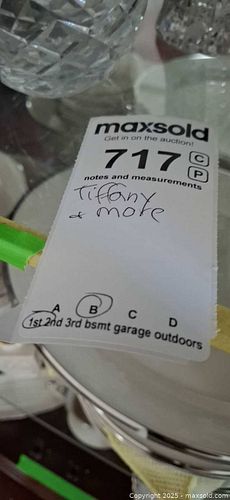 maxsold
Get in on the auction!
717 C
P
notes and measurements
Tiffany
& more
A B C D
1st 2nd 3rd bsmt garage outdoors
Copyright 2025 - maxsold.com